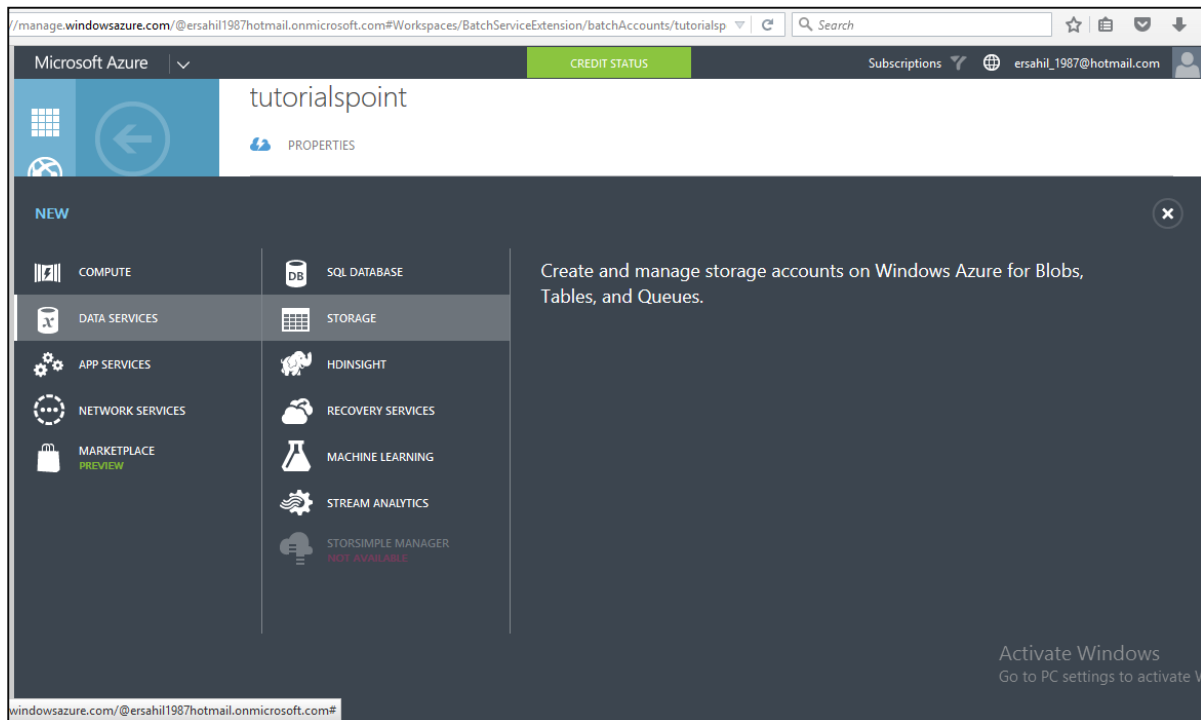 //manage.windowsazure.com/@ersahil1987hotmail.onmicrosoft.com#Workspaces/BatchServiceExtension/batchAccounts/tutorialsp
Search
Microsoft Azure
CREDIT STATUS
Subscriptions
ersahil_1987@hotmail.com
tutorialspoint
PROPERTIES
NEW
COMPUTE
DATA SERVICES
APP SERVICES
NETWORK SERVICES
MARKETPLACE
PREVIEW
DB
SQL DATABASE
STORAGE
HDINSIGHT
RECOVERY SERVICES
MACHINE LEARNING
STREAM ANALYTICS
STORSIMPLE MANAGER
NOT AVAILABLE
Create and manage storage accounts on Windows Azure for Blobs,
Tables, and Queues.
Activate Windows
Go to PC settings to activate W
windowsazure.com/@ersahil1987hotmail.onmicrosoft.com#